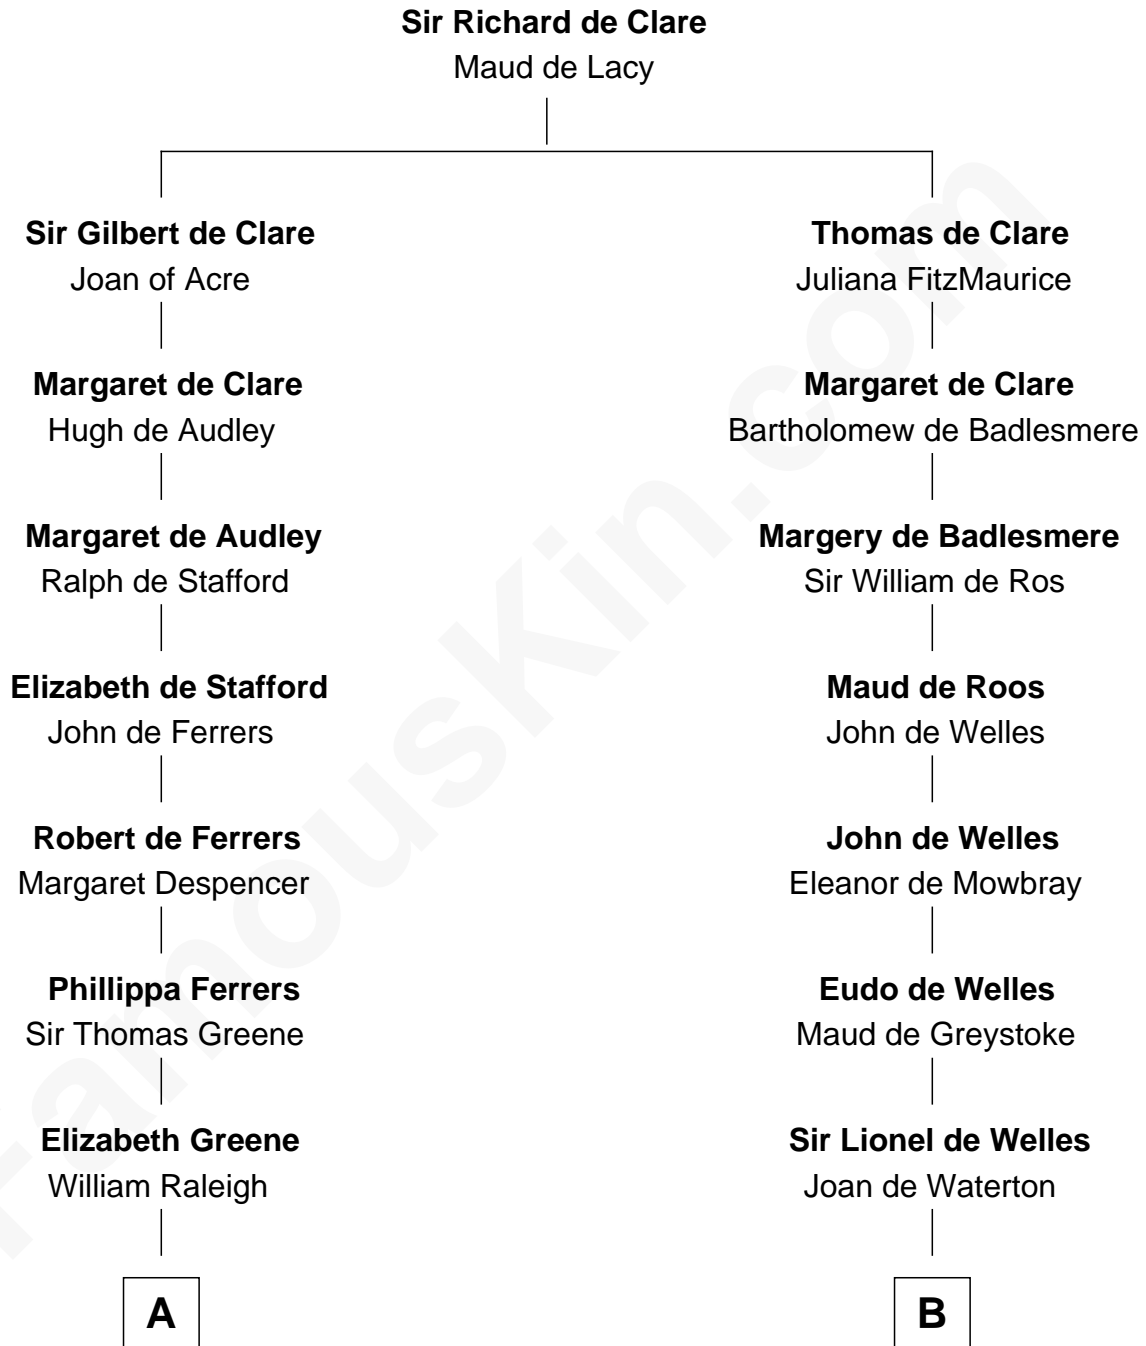 Sir Richard de Clare
Maud de Lacy
Sir Gilbert de Clare
Joan of Acre
Thomas de Clare
Juliana FitzMaurice
Margaret de Clare
Hugh de Audley
Margaret de Clare
Bartholomew de Badlesmere
Margaret de Audley
Ralph de Stafford
Margery de Badlesmere
Sir William de Ros
Elizabeth de Stafford
John de Ferrers
Maud de Roos
John de Welles
Robert de Ferrers
Margaret Despencer
John de Welles
Eleanor de Mowbray
Phillippa Ferrers
Sir Thomas Greene
Eudo de Welles
Maud de Greystoke
Elizabeth Greene
William Raleigh
Sir Lionel de Welles
Joan de Waterton
A
B
FamousKin.com